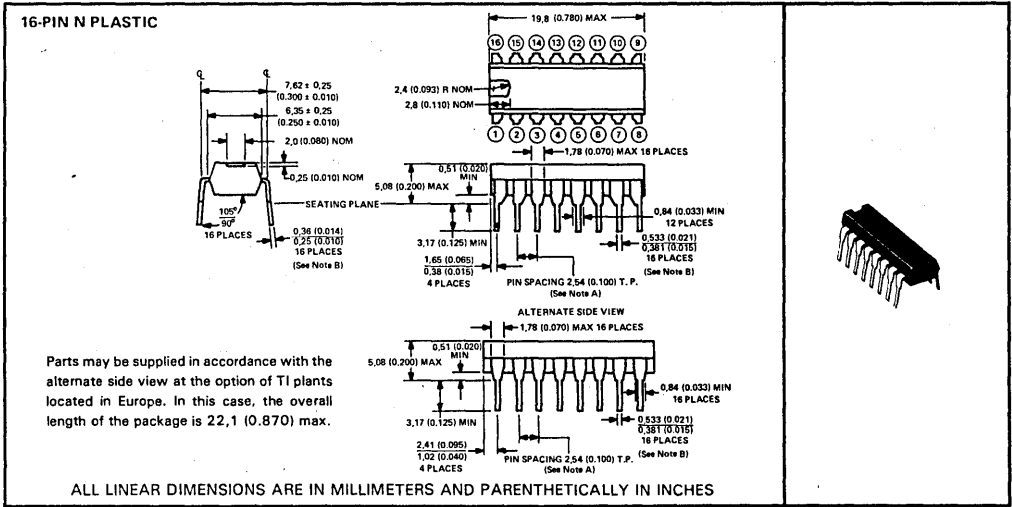 16-PIN N PLASTIC
19,8 (0.780) MAX
16 15 14 13 12 11 10 9
2,4 (0.093) R NOM
2,8 (0.110) NOM
1 2 3 4 5 6 7 8
℄ ℄
7,62 ± 0,25
(0.300 ± 0.010)
6,35 ± 0,25
(0.250 ± 0.010)
2,0 (0.080) NOM
0,25 (0.010) NOM
105°
90°
16 PLACES
0,36 (0.014)
0,25 (0.010)
16 PLACES
(See Note B)
1,78 (0.070) MAX 16 PLACES
0,51 (0.020)
MIN
5,08 (0.200) MAX
SEATING PLANE
3,17 (0.125) MIN
1,65 (0.065)
0,38 (0.015)
4 PLACES
PIN SPACING 2,54 (0.100) T.P.
(See Note A)
0,84 (0.033) MIN
12 PLACES
0,533 (0.021)
0,381 (0.015)
16 PLACES
(See Note B)
ALTERNATE SIDE VIEW
1,78 (0.070) MAX 16 PLACES
0,51 (0.020)
MIN
5,08 (0.200) MAX
3,17 (0.125) MIN
2,41 (0.095)
1,02 (0.040)
4 PLACES
PIN SPACING 2,54 (0.100) T.P.
(See Note A)
0,84 (0.033) MIN
16 PLACES
0,533 (0 021)
0,381 (0.015)
16 PLACES
(See Note B)
Parts may be supplied in accordance with the
alternate side view at the option of TI plants
located in Europe. In this case, the overall
length of the package is 22,1 (0.870) max.
ALL LINEAR DIMENSIONS ARE IN MILLIMETERS AND PARENTHETICALLY IN INCHES